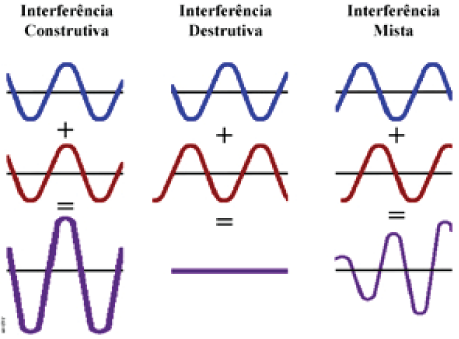 Interferência
Construtiva
Interferência
Destrutiva
Interferência
Mista
+
+
+
=
=
=